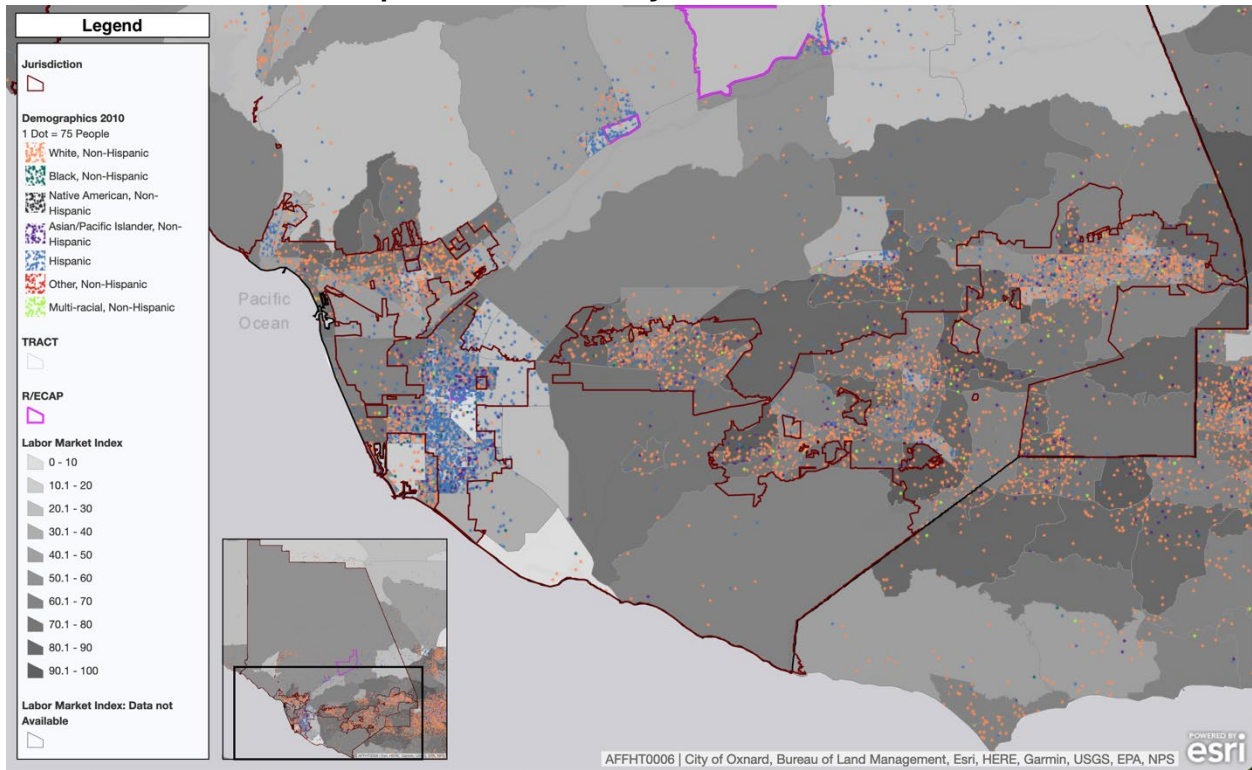 Legend
Jurisdiction
Demographics 2010
1 Dot = 75 People
White, Non-Hispanic
Black, Non-Hispanic
Native American, Non-
Hispanic
Asian/Pacific Islander, Non-
Hispanic
Hispanic
Other, Non-Hispanic
Multi-racial, Non-Hispanic
TRACT
R/ECAP
Labor Market Index
0 - 10
10.1 - 20
20.1 - 30
30.1 - 40
40.1 - 50
50.1 - 60
60.1 - 70
70.1 - 80
80.1 - 90
90.1 - 100
Labor Market Index: Data not
Available
Pacific
Ocean
AFFHT0006 | City of Oxnard, Bureau of Land Management, Esri, HERE, Garmin, USGS, EPA, NPS
POWERED BY
esri